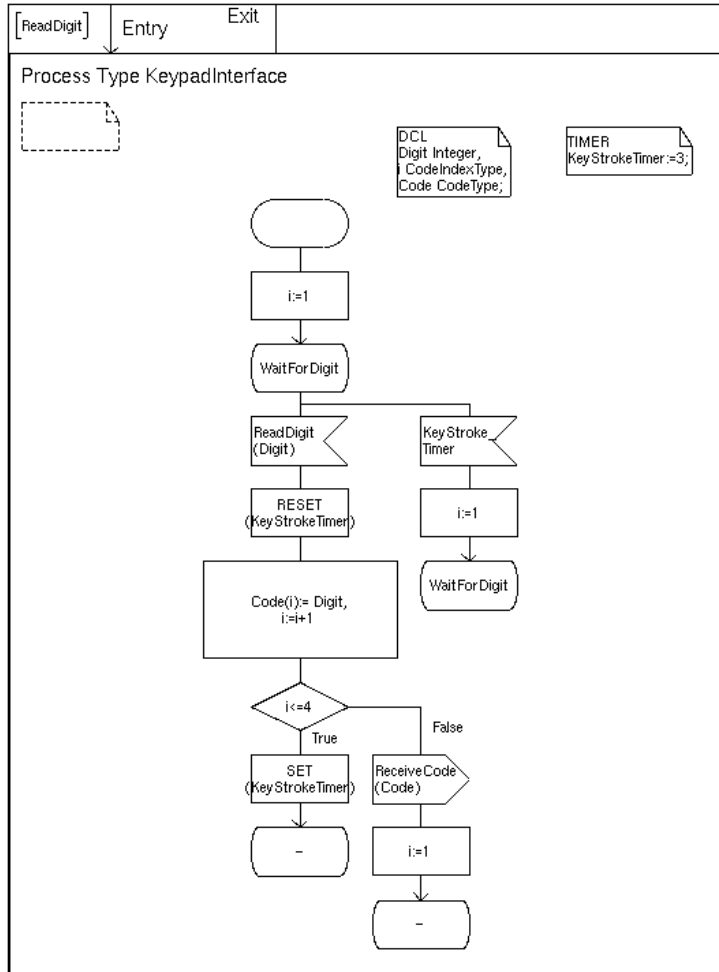 [ReadDigit]
Entry
Exit
Process Type KeypadInterface
DCL
Digit Integer,
i CodeIndexType,
Code CodeType;
TIMER
KeyStrokeTimer:=3;
i:=1
WaitForDigit
ReadDigit
(Digit)
KeyStroke_
Timer
RESET
(KeyStrokeTimer)
i:=1
Code(i):= Digit,
i:=i+1
WaitForDigit
i<=4
False
True
SET
(KeyStrokeTimer)
ReceiveCode
(Code)
-
i:=1
-